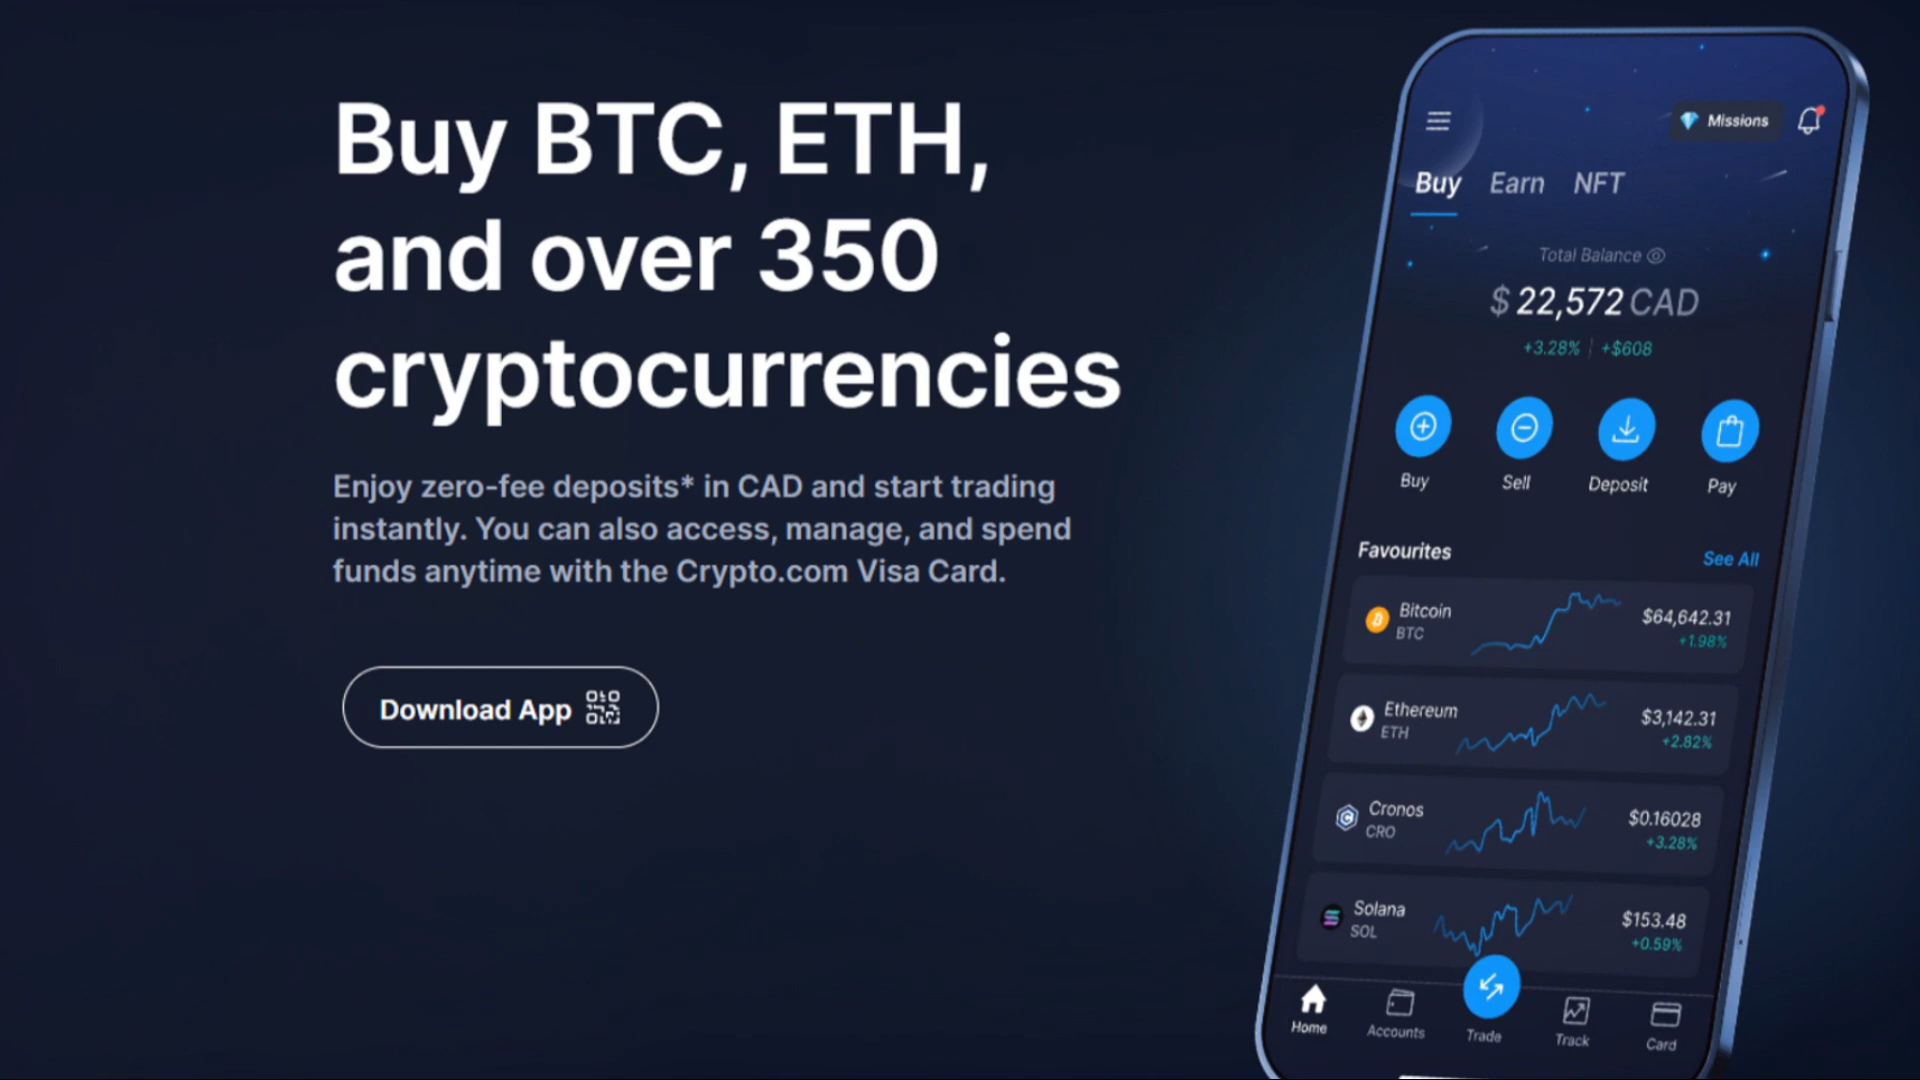 Buy BTC, ETH,
and over 350
cryptocurrencies
Enjoy zero-fee deposits* in CAD and start trading
instantly. You can also access, manage, and spend
funds anytime with the Crypto.com Visa Card.
Download App
Missions
Buy Earn NFT
Total Balance
$ 22,572 CAD
+3.28% | +$608
Buy Sell Deposit Pay
Favourites See All
Bitcoin $64,642.31
BTC +1.98%
Ethereum $3,142.31
ETH +2.82%
Cronos $0.16028
CRO +3.28%
Solana $153.48
SOL +0.59%
Home Accounts Trade Track Card